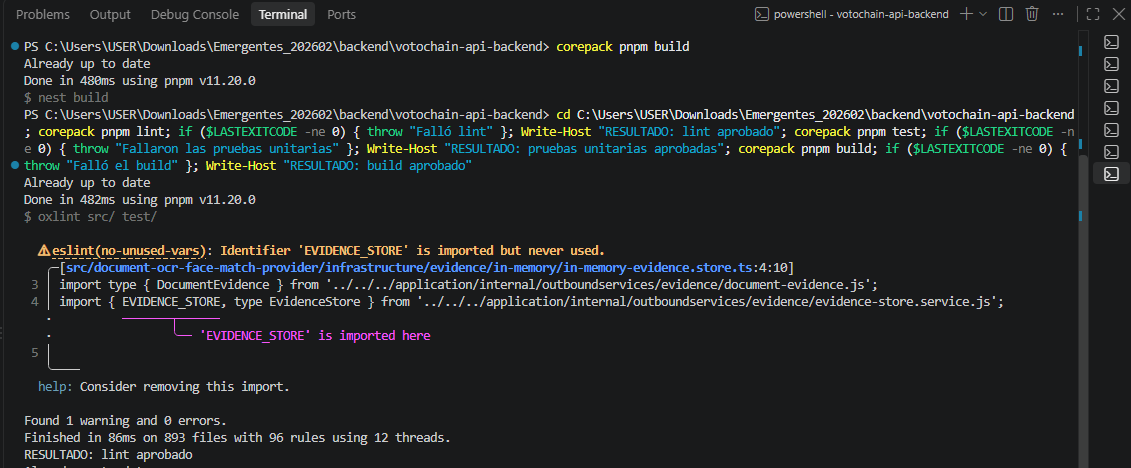 Problems Output Debug Console Terminal Ports
powershell - votochain-api-backend
PS C:\Users\USER\Downloads\Emergentes_202602\backend\votochain-api-backend> corepack pnpm build
Already up to date
Done in 480ms using pnpm v11.20.0
$ nest build
PS C:\Users\USER\Downloads\Emergentes_202602\backend\votochain-api-backend> cd C:\Users\USER\Downloads\Emergentes_202602\backend\votochain-api-backend
; corepack pnpm lint; if ($LASTEXITCODE -ne 0) { throw "Falló lint" }; Write-Host "RESULTADO: lint aprobado"; corepack pnpm test; if ($LASTEXITCODE -n
e 0) { throw "Fallaron las pruebas unitarias" }; Write-Host "RESULTADO: pruebas unitarias aprobadas"; corepack pnpm build; if ($LASTEXITCODE -ne 0) {
throw "Falló el build" }; Write-Host "RESULTADO: build aprobado"
Already up to date
Done in 482ms using pnpm v11.20.0
$ oxlint src/ test/
eslint(no-unused-vars): Identifier 'EVIDENCE_STORE' is imported but never used.
[src/document-ocr-face-match-provider/infrastructure/evidence/in-memory/in-memory-evidence.store.ts:4:10]
3 import type { DocumentEvidence } from '../../../application/internal/outboundservices/evidence/document-evidence.js';
4 import { EVIDENCE_STORE, type EvidenceStore } from '../../../application/internal/outboundservices/evidence/evidence-store.service.js';
'EVIDENCE_STORE' is imported here
5
help: Consider removing this import.
Found 1 warning and 0 errors.
Finished in 86ms on 893 files with 96 rules using 12 threads.
RESULTADO: lint aprobado